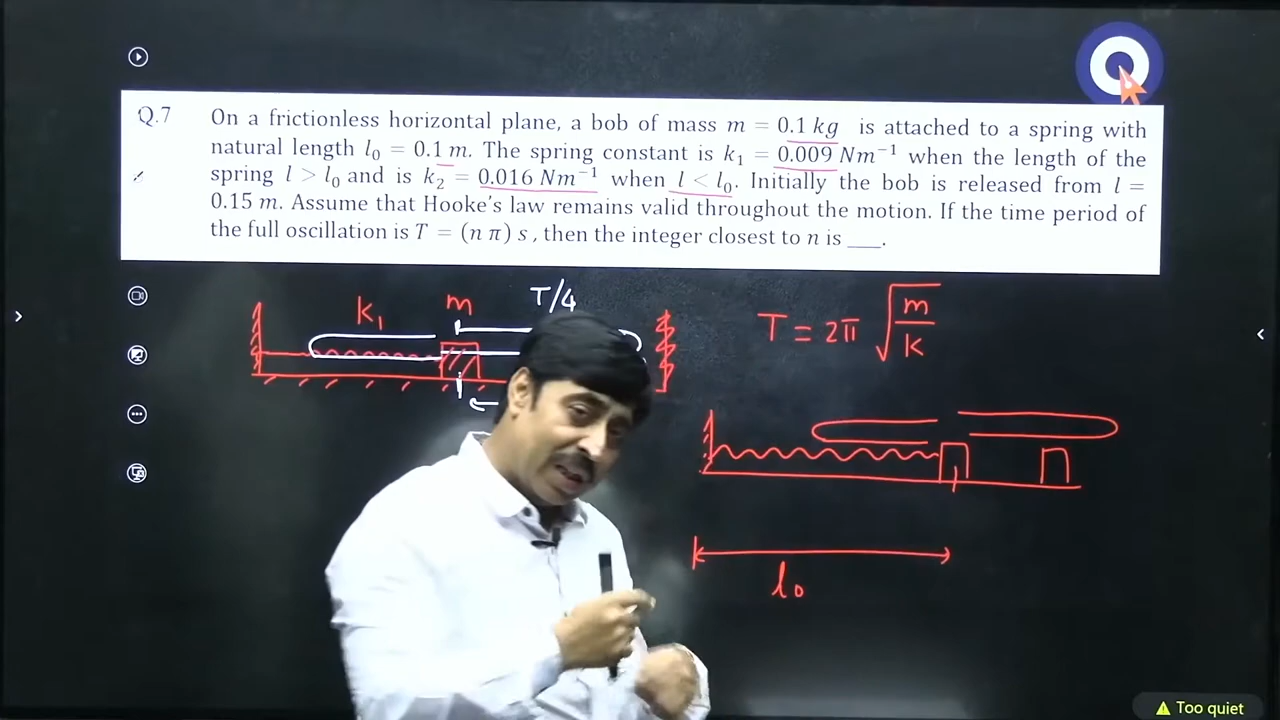 Q.7 On a frictionless horizontal plane, a bob of mass m = 0.1 kg is attached to a spring with
natural length l₀ = 0.1 m. The spring constant is k₁ = 0.009 Nm⁻¹ when the length of the
spring l > l₀ and is k₂ = 0.016 Nm⁻¹ when l < l₀. Initially the bob is released from l =
0.15 m. Assume that Hooke's law remains valid throughout the motion. If the time period of
the full oscillation is T = (n π) s, then the integer closest to n is ___.
k₁ m T/4
T = 2π √(m/k)
l₀
Too quiet